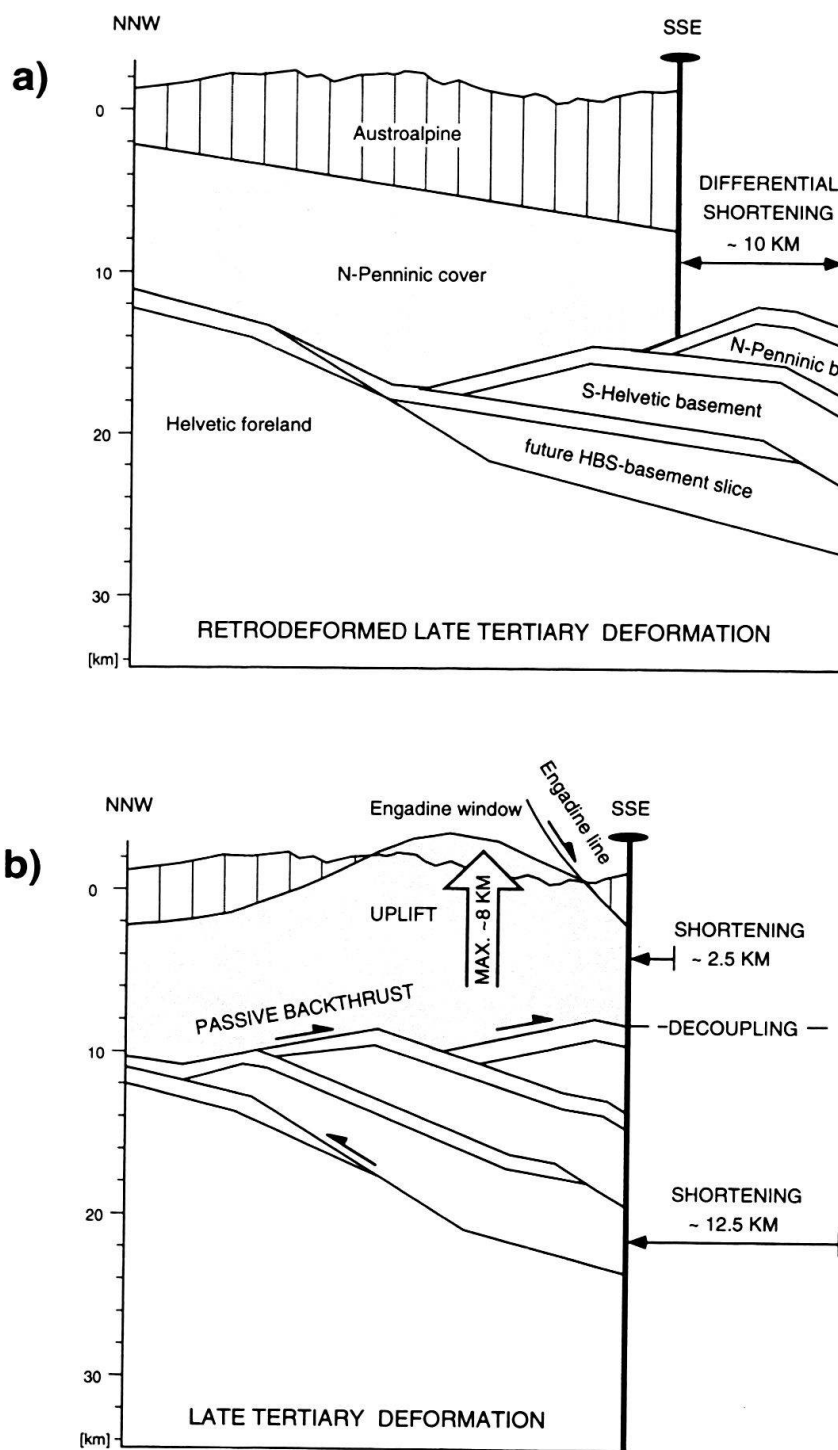 NNW
SSE
a)
0
Austroalpine
DIFFERENTIAL
SHORTENING
~ 10 KM
10
N-Penninic cover
N-Penninic b
S-Helvetic basement
20
Helvetic foreland
future HBS-basement slice
30
RETRODEFORMED LATE TERTIARY DEFORMATION
[km]
NNW
Engadine window
Engadine line
SSE
b)
0
UPLIFT
MAX. ~8 KM
SHORTENING
~ 2.5 KM
PASSIVE BACKTHRUST
DECOUPLING
10
SHORTENING
~ 12.5 KM
20
30
LATE TERTIARY DEFORMATION
[km]